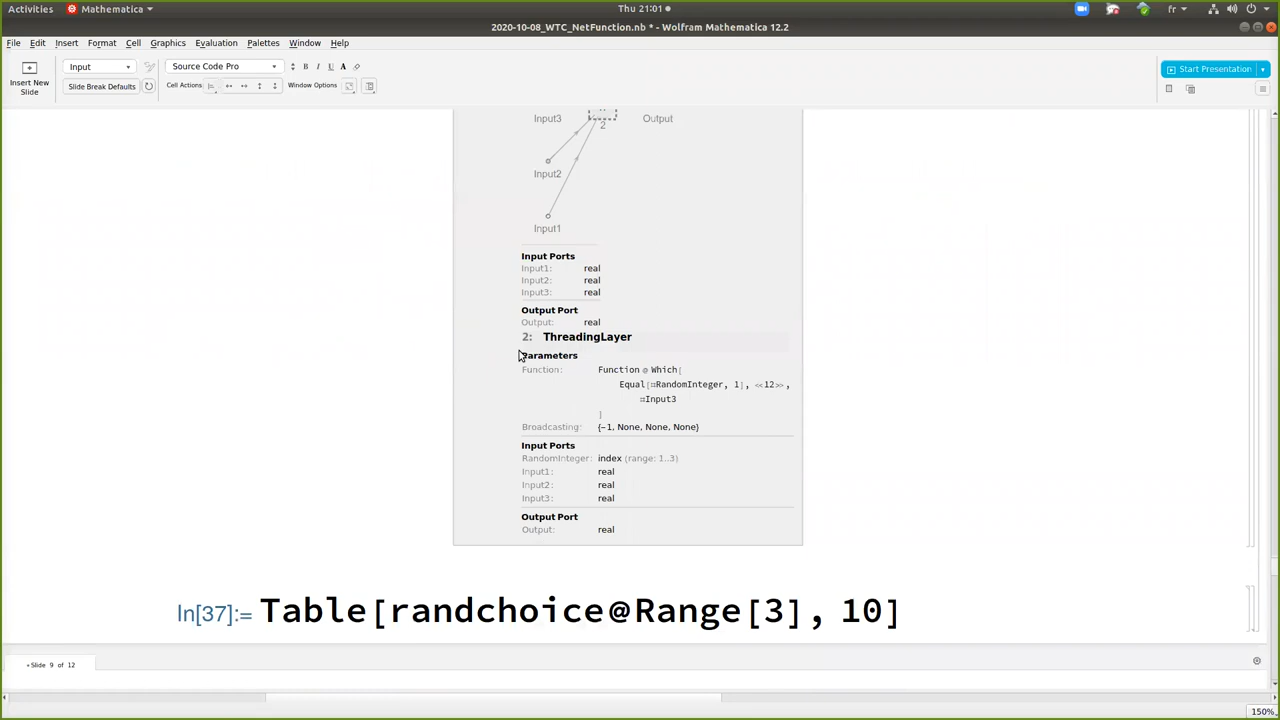 Activities
Mathematica
Thu 21:01
fr
2020-10-08_WTC_NetFunction.nb * - Wolfram Mathematica 12.2
File Edit Insert Format Cell Graphics Evaluation Palettes Window Help
Insert New
Slide
Input
Source Code Pro
B I U A
Start Presentation
Slide Break Defaults
Cell Actions:
Window Options
Input3
2
Output
Input2
Input1
Input Ports
Input1: real
Input2: real
Input3: real
Output Port
Output: real
2: ThreadingLayer
Parameters
Function: Function@Which[
Equal[#RandomInteger, 1], <<12>>,
#Input3
]
Broadcasting: {-1, None, None, None}
Input Ports
RandomInteger: index (range: 1..3)
Input1: real
Input2: real
Input3: real
Output Port
Output: real
In[37]:= Table[randchoice@Range[3], 10]
Slide 9 of 12
150%